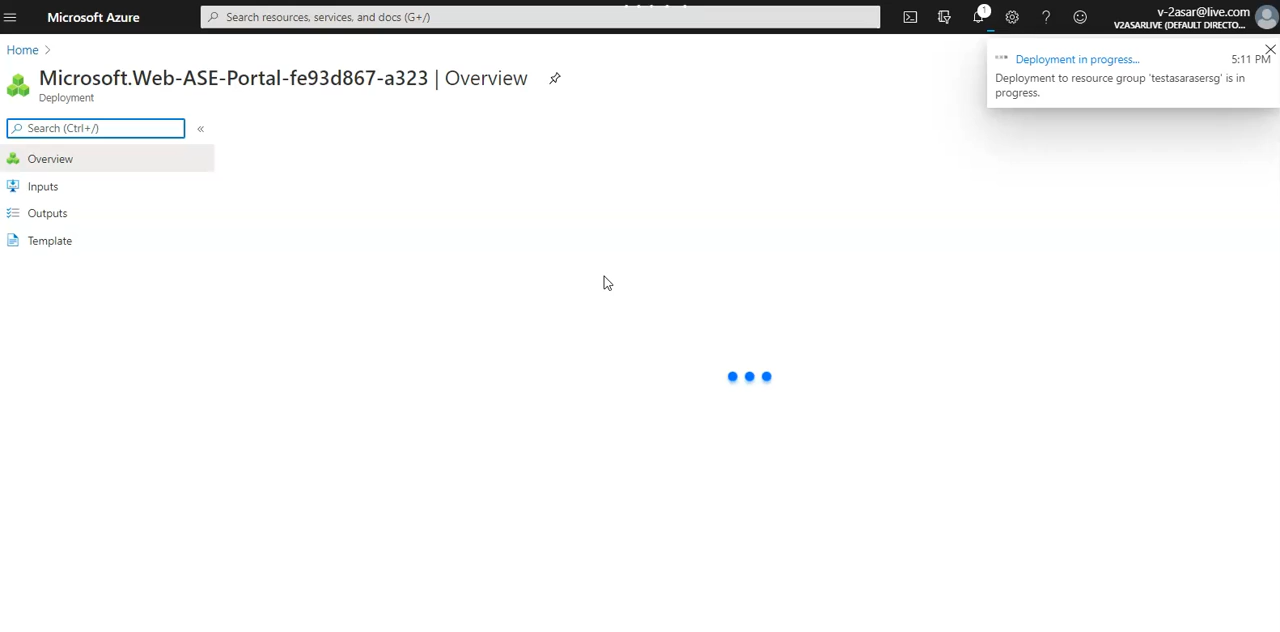 Microsoft Azure
Search resources, services, and docs (G+/)
1
v-2asar@live.com
V2ASARLIVE (DEFAULT DIRECTO...
Home
Deployment in progress...
5:11 PM
Deployment to resource group 'testasarasersg' is in
progress.
Microsoft.Web-ASE-Portal-fe93d867-a323 | Overview
Deployment
Search (Ctrl+/)
«
Overview
Inputs
Outputs
Template